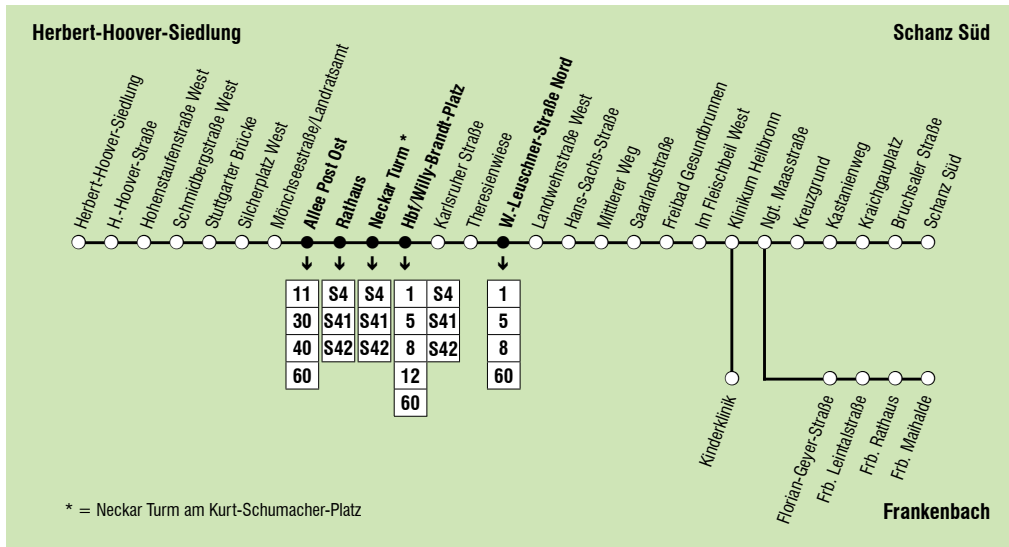 Herbert-Hoover-Siedlung
Schanz Süd
Herbert-Hoover-Siedlung
H.-Hoover-Straße
Hohenstaufenstraße West
Schmidbergstraße West
Stuttgarter Brücke
Silcherplatz West
Mönchseestraße/Landratsamt
Allee Post Ost
Rathaus
Neckar Turm *
Hbf/Willy-Brandt-Platz
Karlsruher Straße
Theresienwiese
W.-Leuschner-Straße Nord
Landwehrstraße West
Hans-Sachs-Straße
Mittlerer Weg
Saarlandstraße
Freibad Gesundbrunnen
Im Fleischbeil West
Klinikum Heilbronn
Ngt. Maasstraße
Kreuzgrund
Kastanienweg
Kraichgauplatz
Bruchsaler Straße
Schanz Süd
11 S4 S4 1 S4 1
30 S41 S41 5 S41 5
40 S42 S42 8 S42 8
60 12 60
60
Kinderklinik
Florian-Geyer-Straße
Frb. Leintalstraße
Frb. Rathaus
Frb. Maihalde
* = Neckar Turm am Kurt-Schumacher-Platz
Frankenbach